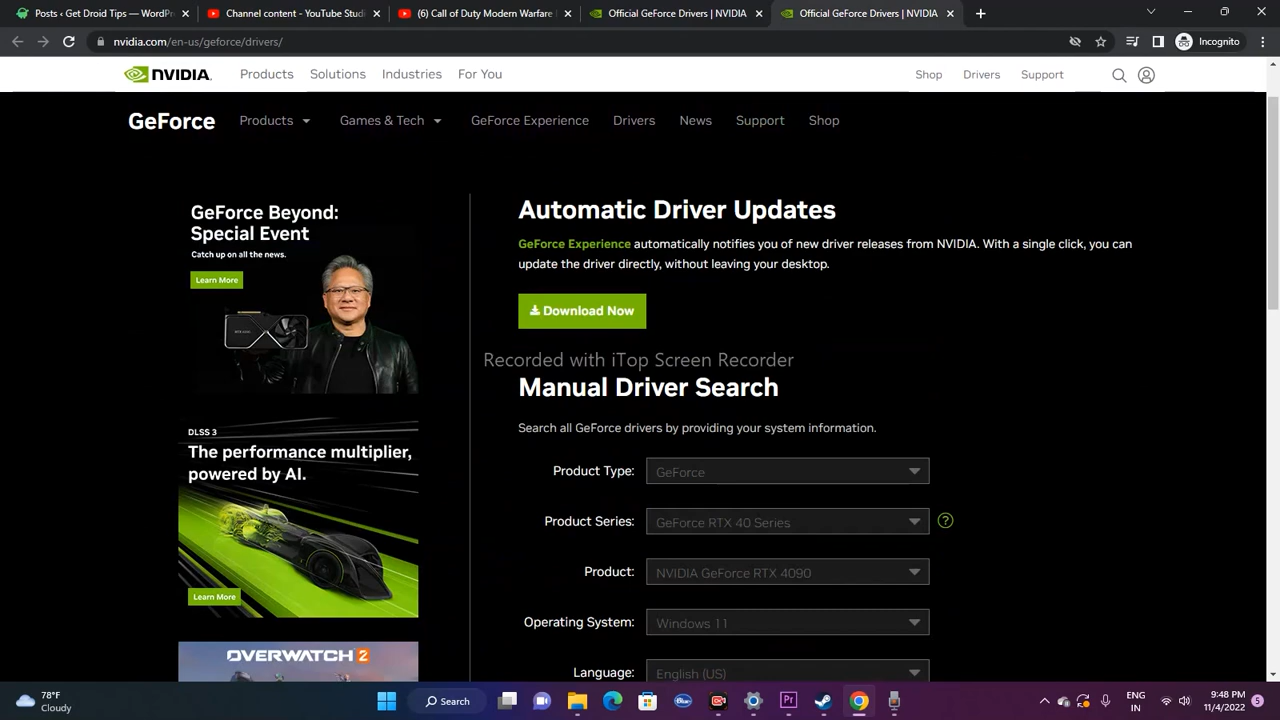 Posts ‹ Get Droid Tips — WordPr
Channel content - YouTube Studi
(6) Call of Duty Modern Warfare I
Official GeForce Drivers | NVIDIA
Official GeForce Drivers | NVIDIA
nvidia.com/en-us/geforce/drivers/
Incognito
NVIDIA.
Products
Solutions
Industries
For You
Shop
Drivers
Support
GeForce
Products
Games & Tech
GeForce Experience
Drivers
News
Support
Shop
GeForce Beyond:
Special Event
Catch up on all the news.
Learn More
DLSS 3
The performance multiplier,
powered by AI.
Learn More
OVERWATCH 2
Automatic Driver Updates
GeForce Experience automatically notifies you of new driver releases from NVIDIA. With a single click, you can
update the driver directly, without leaving your desktop.
Download Now
Recorded with iTop Screen Recorder
Manual Driver Search
Search all GeForce drivers by providing your system information.
Product Type:
GeForce
Product Series:
GeForce RTX 40 Series
?
Product:
NVIDIA GeForce RTX 4090
Operating System:
Windows 11
Language:
English (US)
78°F
Cloudy
Search
Pr
ENG
IN
9:48 PM
11/4/2022
5